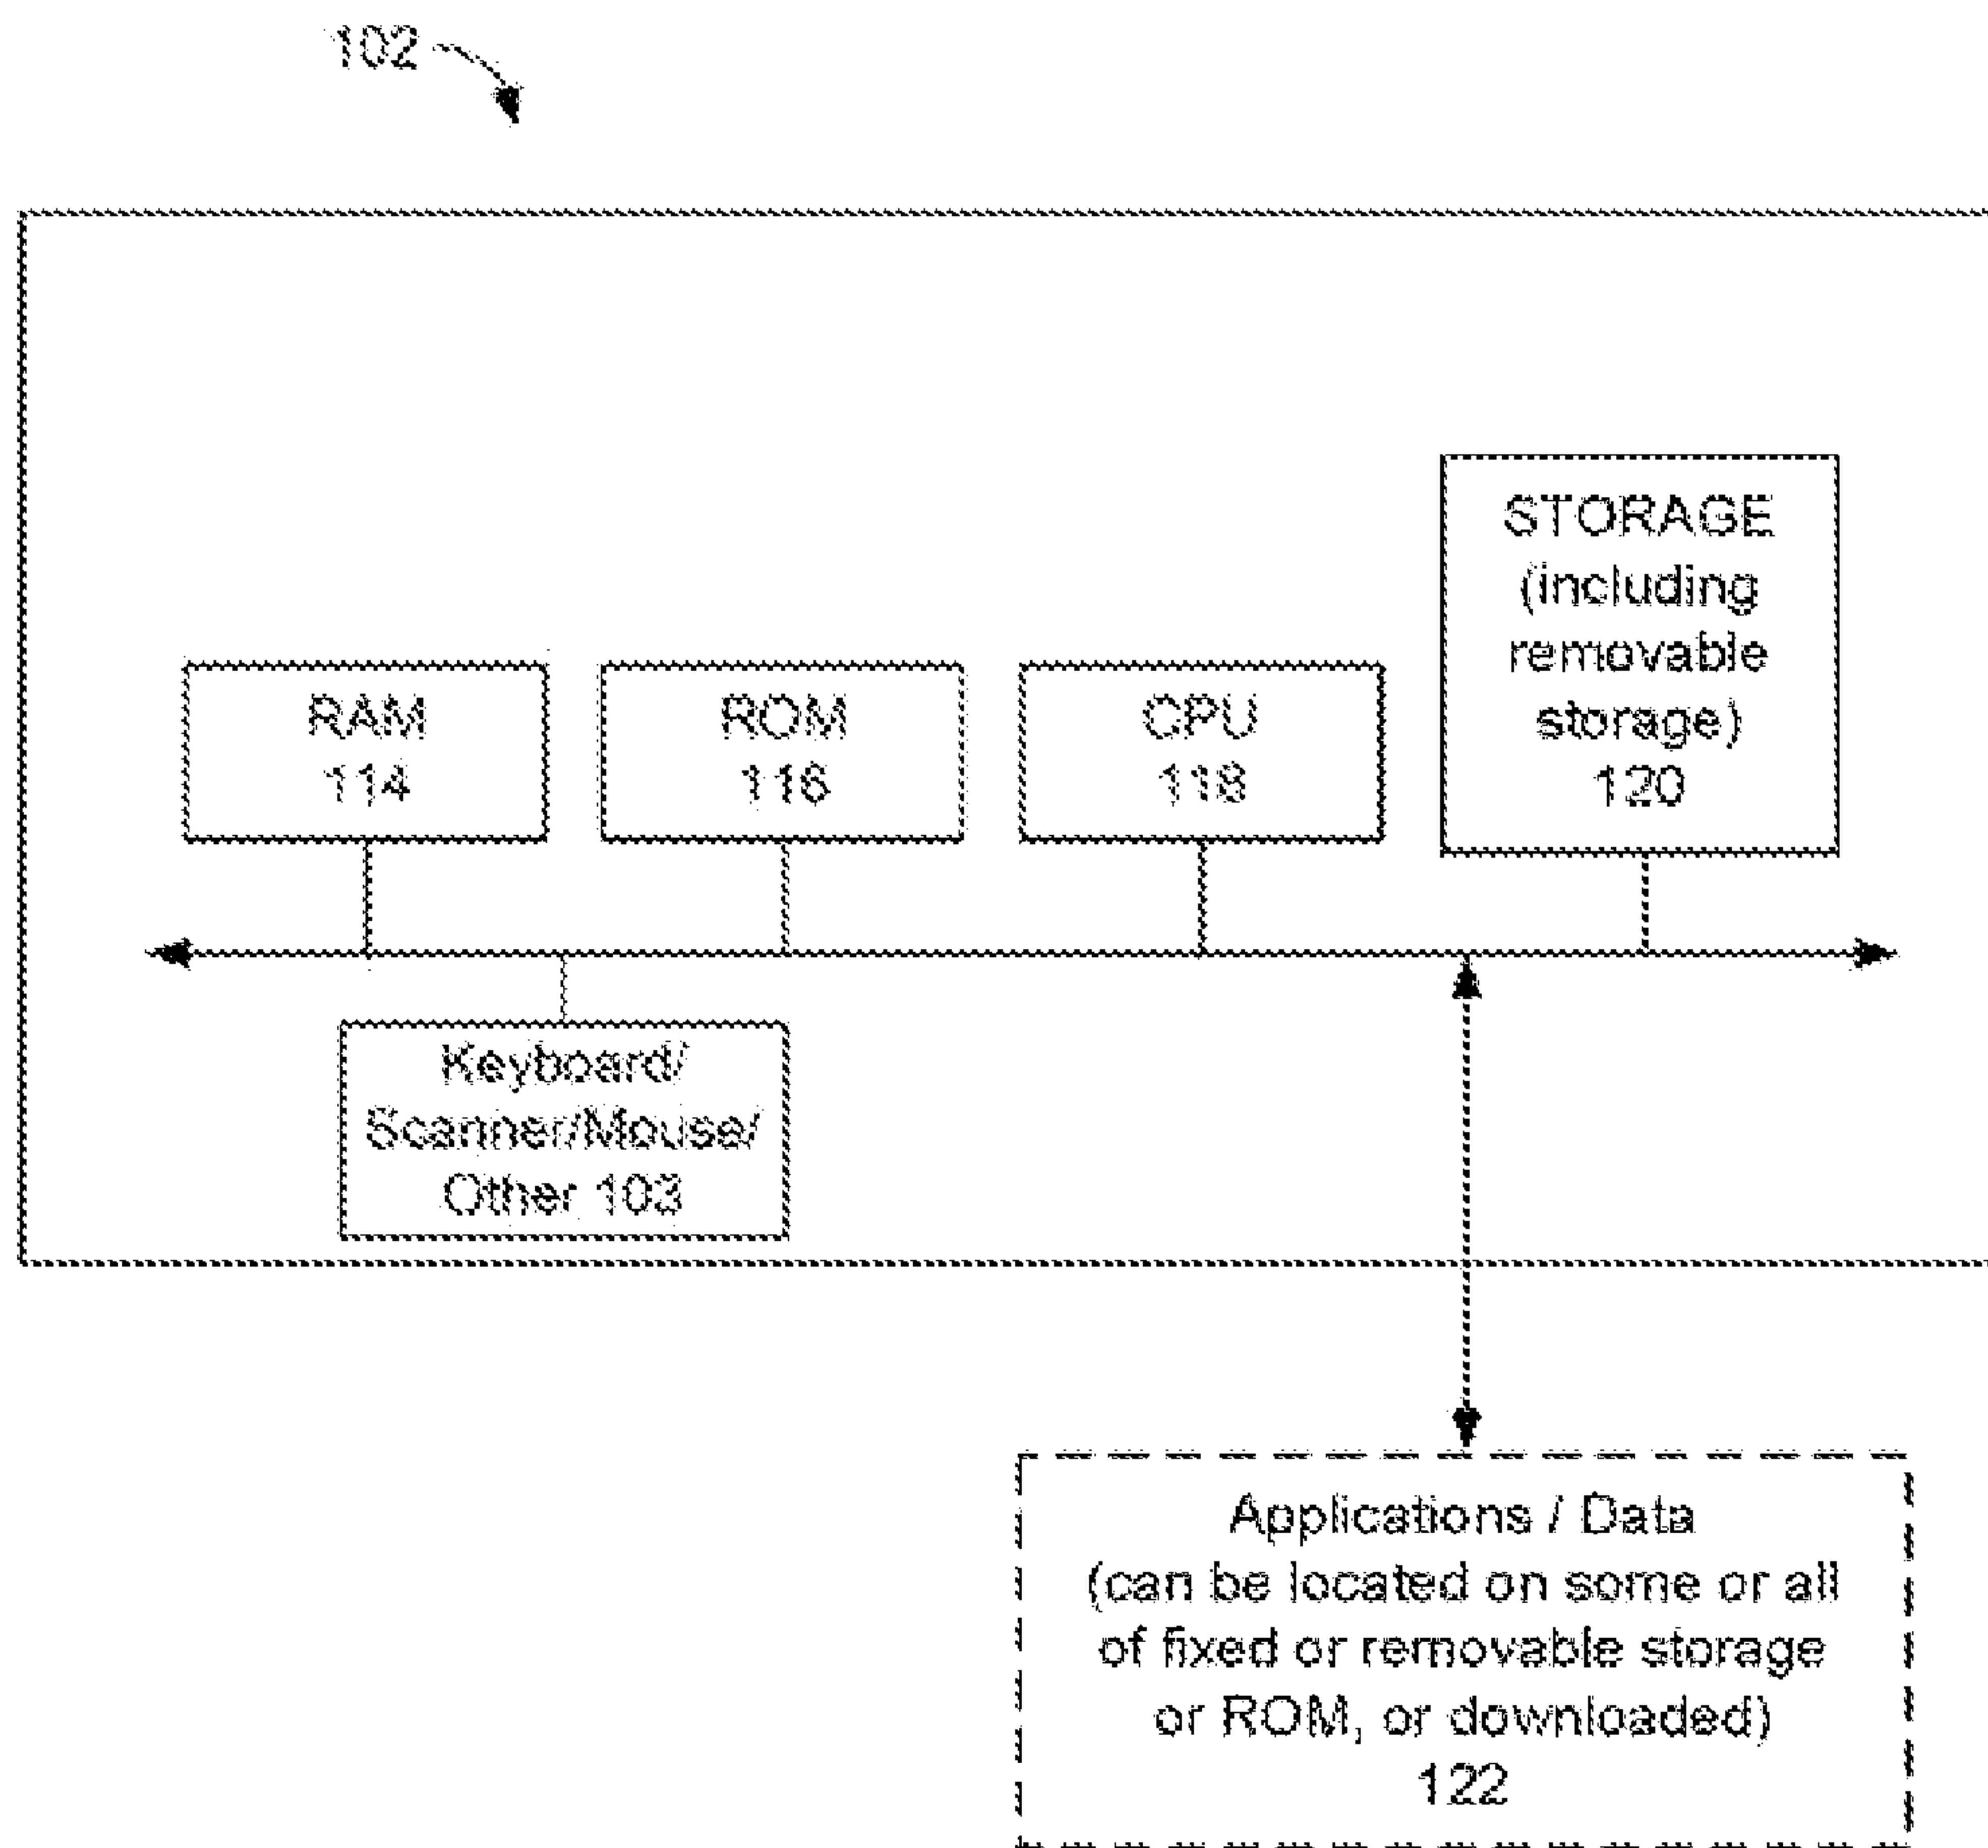 102
STORAGE
(including
removable
storage)
120
RAM
114
ROM
116
CPU
118
Keyboard/
Scanner/Mouse/
Other 103
Applications / Data
(can be located on some or all
of fixed or removable storage
or ROM, or downloaded)
122